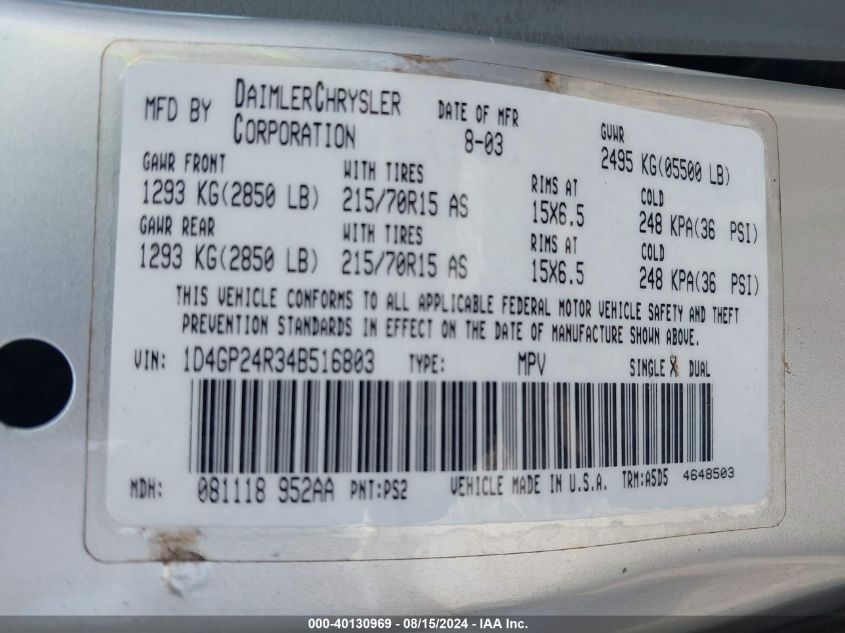 MFD BY DAIMLERCHRYSLER CORPORATION DATE OF MFR 8-03 GVWR 2495 KG(05500 LB)
GAWR FRONT WITH TIRES RIMS AT COLD
1293 KG(2850 LB) 215/70R15 AS 15X6.5 248 KPA(36 PSI)
GAWR REAR WITH TIRES RIMS AT COLD
1293 KG(2850 LB) 215/70R15 AS 15X6.5 248 KPA(36 PSI)
THIS VEHICLE CONFORMS TO ALL APPLICABLE FEDERAL MOTOR VEHICLE SAFETY AND THEFT
PREVENTION STANDARDS IN EFFECT ON THE DATE OF MANUFACTURE SHOWN ABOVE.
VIN: 1D4GP24R34B516803 TYPE: MPV SINGLE X DUAL
MDH: 081118 952AA PNT:PS2 VEHICLE MADE IN U.S.A. TRM:A5D5 4648503
000-40130969 - 08/15/2024 - IAA Inc.